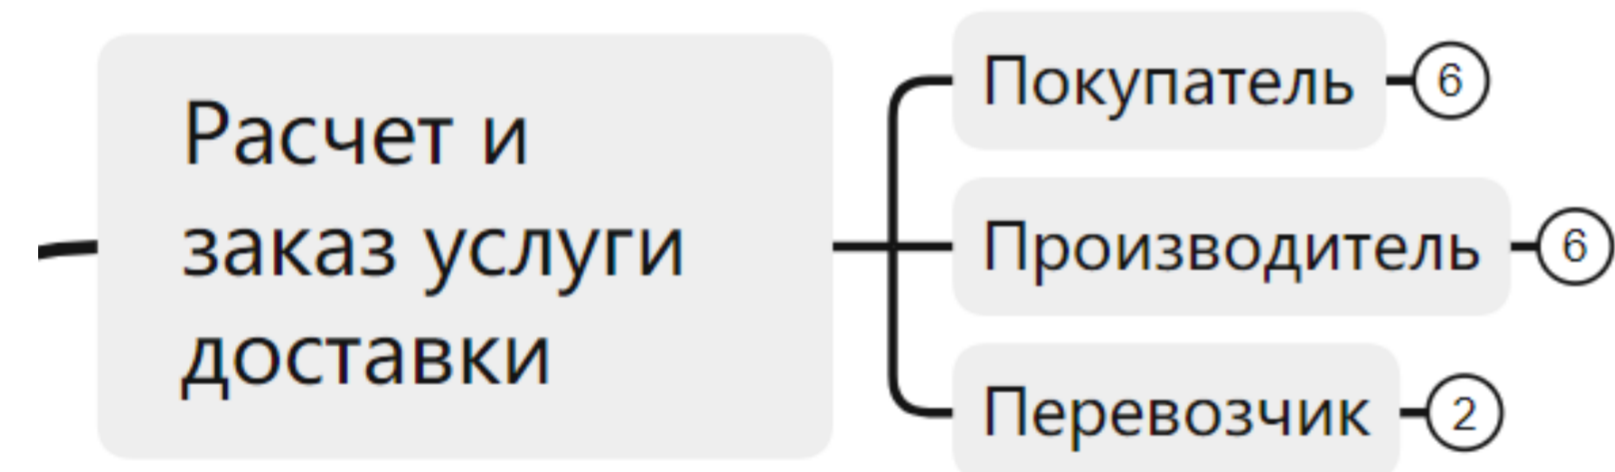 Расчет и
заказ услуги
доставки
Покупатель 6
Производитель 6
Перевозчик 2